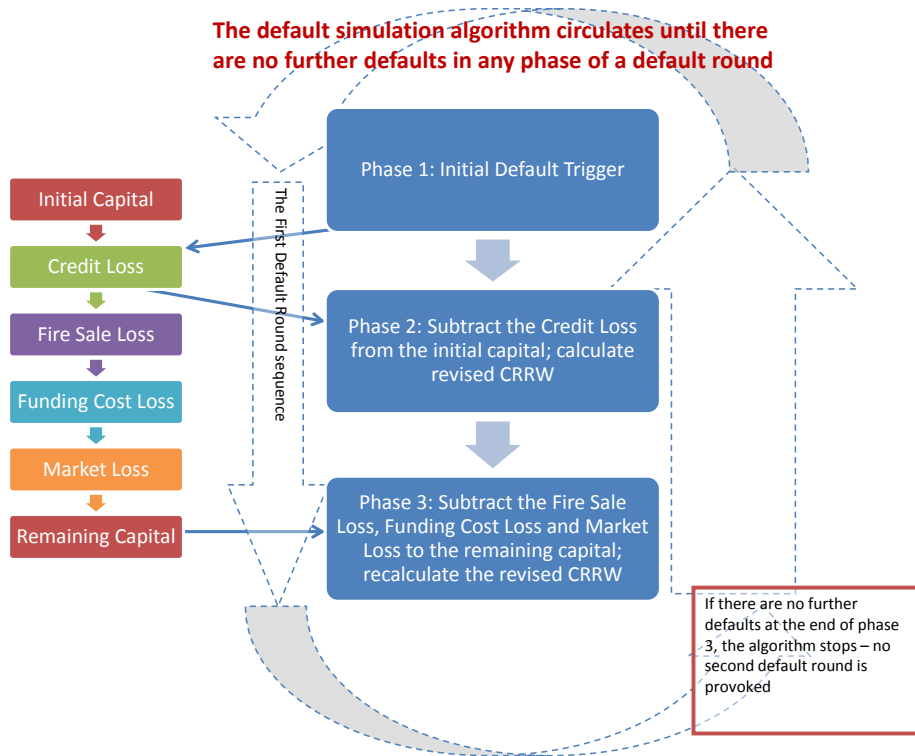 The default simulation algorithm circulates until there
are no further defaults in any phase of a default round
Phase 1: Initial Default Trigger
Initial Capital
Credit Loss
Fire Sale Loss
Funding Cost Loss
Market Loss
Remaining Capital
The First Default Round sequence
Phase 2: Subtract the Credit Loss
from the initial capital; calculate
revised CRRW
Phase 3: Subtract the Fire Sale
Loss, Funding Cost Loss and Market
Loss to the remaining capital;
recalculate the revised CRRW
If there are no further
defaults at the end of phase
3, the algorithm stops – no
second default round is
provoked